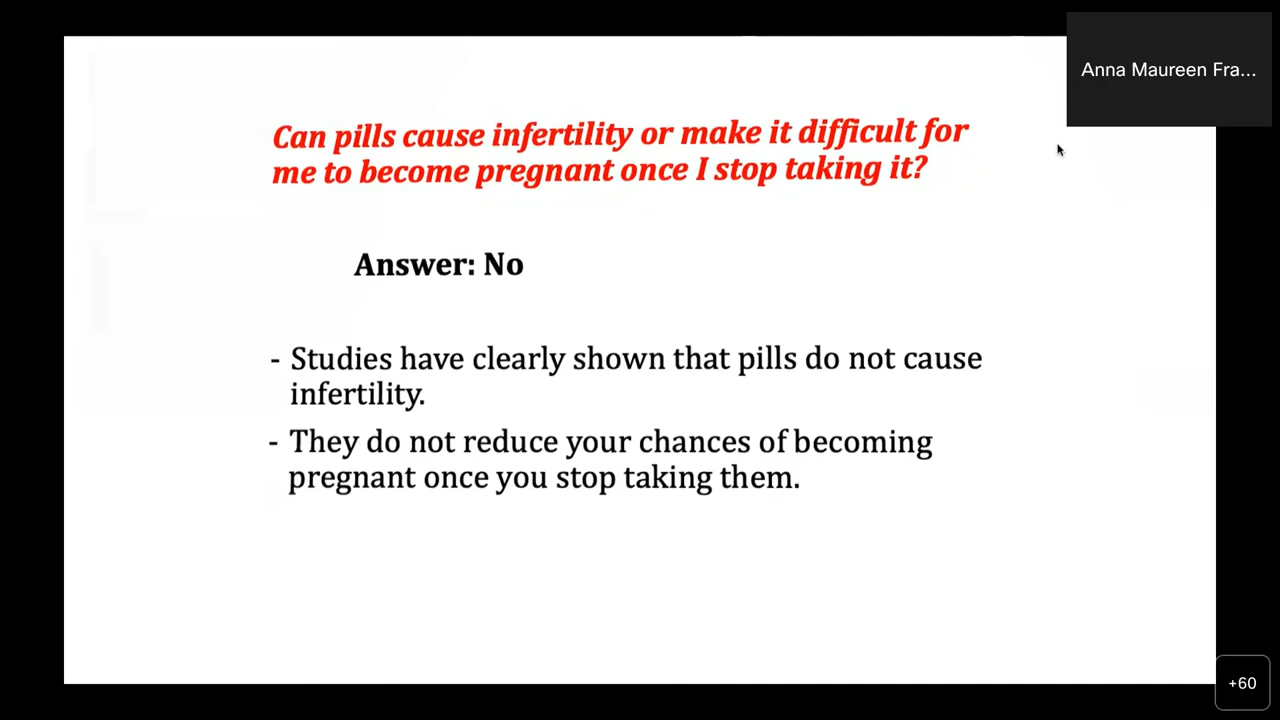 Anna Maureen Fra...
Can pills cause infertility or make it difficult for
me to become pregnant once I stop taking it?
Answer: No
- Studies have clearly shown that pills do not cause
infertility.
- They do not reduce your chances of becoming
pregnant once you stop taking them.
+60